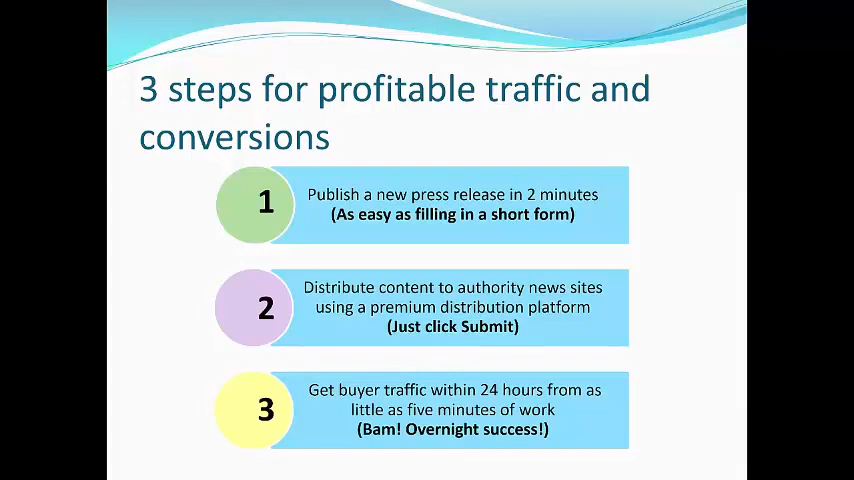 3 steps for profitable traffic and
conversions
1
Publish a new press release in 2 minutes
(As easy as filling in a short form)
2
Distribute content to authority news sites
using a premium distribution platform
(Just click Submit)
3
Get buyer traffic within 24 hours from as
little as five minutes of work
(Bam! Overnight success!)